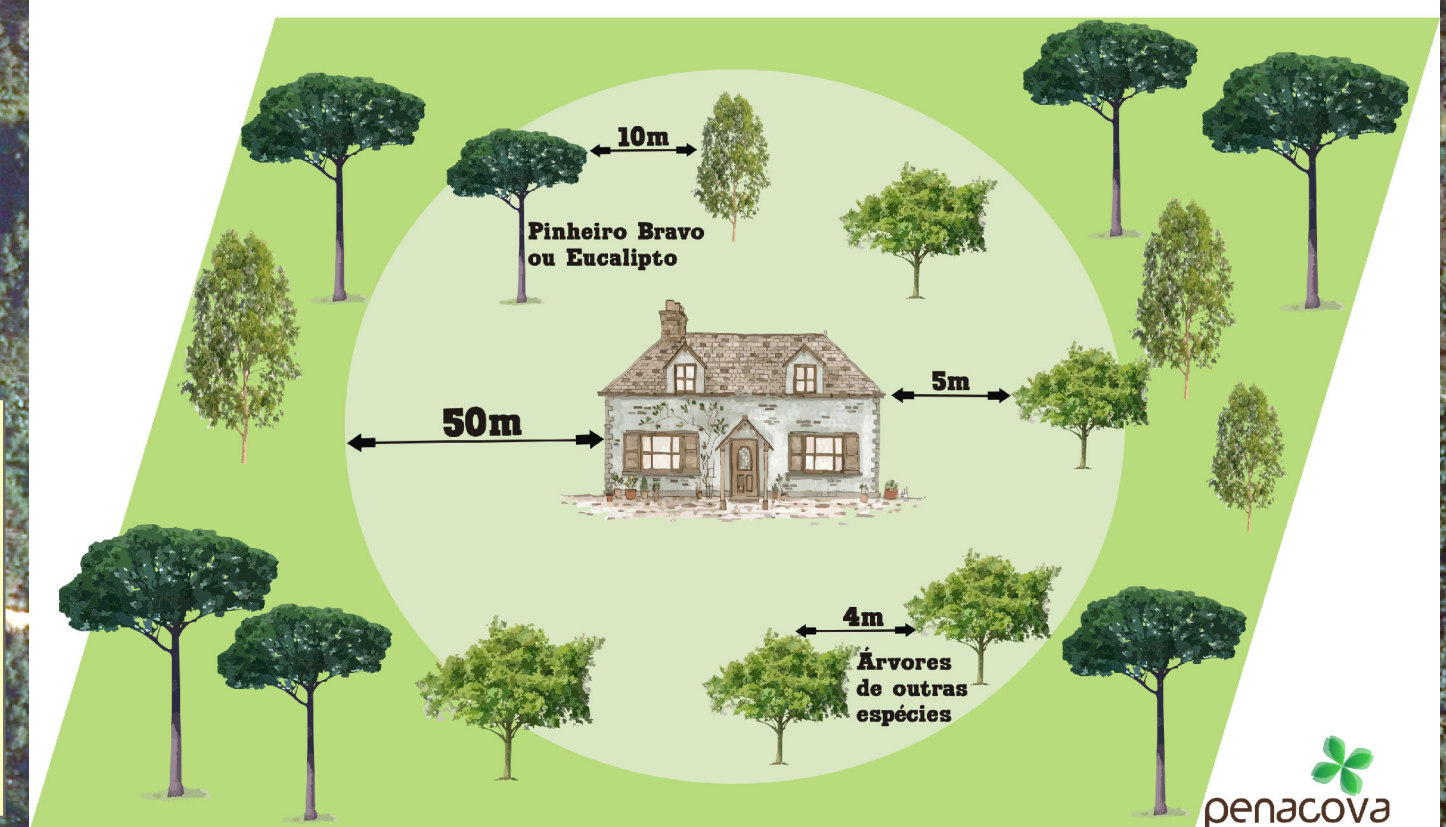 10m
Pinheiro Bravo
ou Eucalipto
5m
50m
4m
Árvores
de outras
espécies
penacova